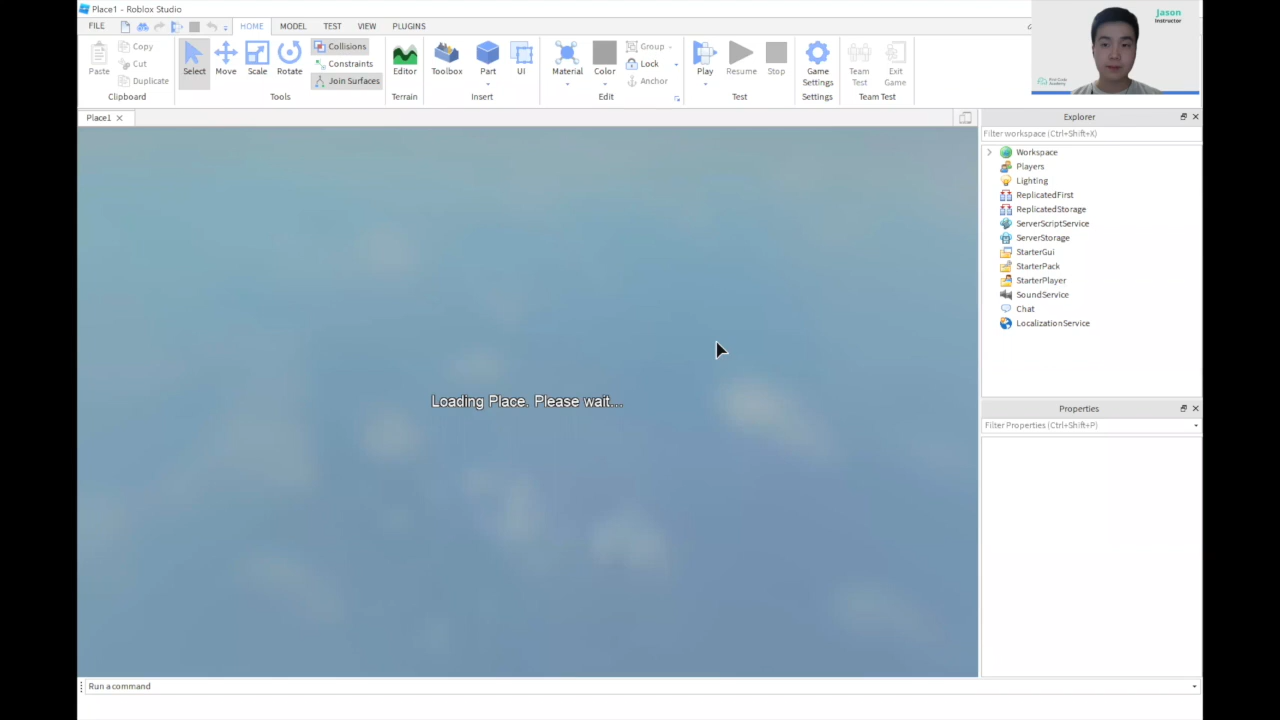 Place1 - Roblox Studio
Jason
Instructor
FILE
HOME
MODEL
TEST
VIEW
PLUGINS
Paste
Copy
Cut
Duplicate
Clipboard
Select
Move
Scale
Rotate
Collisions
Constraints
Join Surfaces
Tools
Editor
Terrain
Toolbox
Part
UI
Insert
Material
Color
Group
Lock
Anchor
Edit
Play
Resume
Stop
Test
Game
Settings
Settings
Team
Test
Exit
Game
Team Test
First Code
Academy
Place1
Explorer
Filter workspace (Ctrl+Shift+X)
Workspace
Players
Lighting
ReplicatedFirst
ReplicatedStorage
ServerScriptService
ServerStorage
StarterGui
StarterPack
StarterPlayer
SoundService
Chat
LocalizationService
Loading Place. Please wait...
Properties
Filter Properties (Ctrl+Shift+P)
Run a command